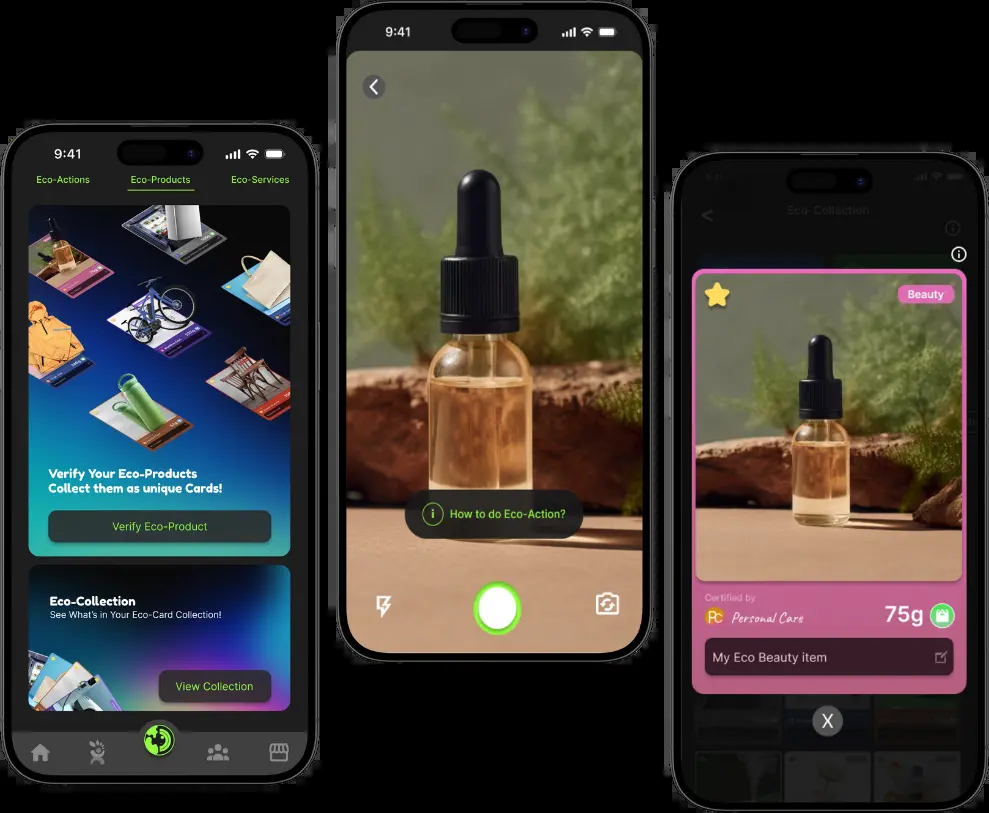 9:41
Eco-Actions Eco-Products Eco-Services
Verify Your Eco-Products
Collect them as unique Cards!
Verify Eco-Product
Eco-Collection
See What's in Your Eco-Card Collection!
View Collection
9:41
How to do Eco-Action?
Eco-Collection
Beauty
Certified by
PC Personal Care
75g
My Eco Beauty item
X